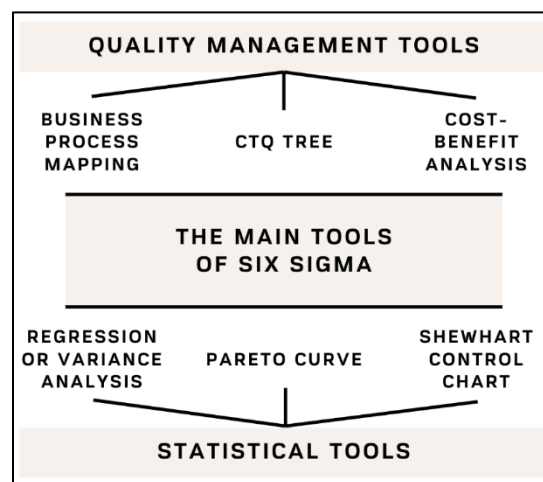 QUALITY MANAGEMENT TOOLS
BUSINESS
PROCESS
MAPPING
CTQ TREE
COST-
BENEFIT
ANALYSIS
THE MAIN TOOLS
OF SIX SIGMA
REGRESSION
OR VARIANCE
ANALYSIS
PARETO CURVE
SHEWHART
CONTROL
CHART
STATISTICAL TOOLS